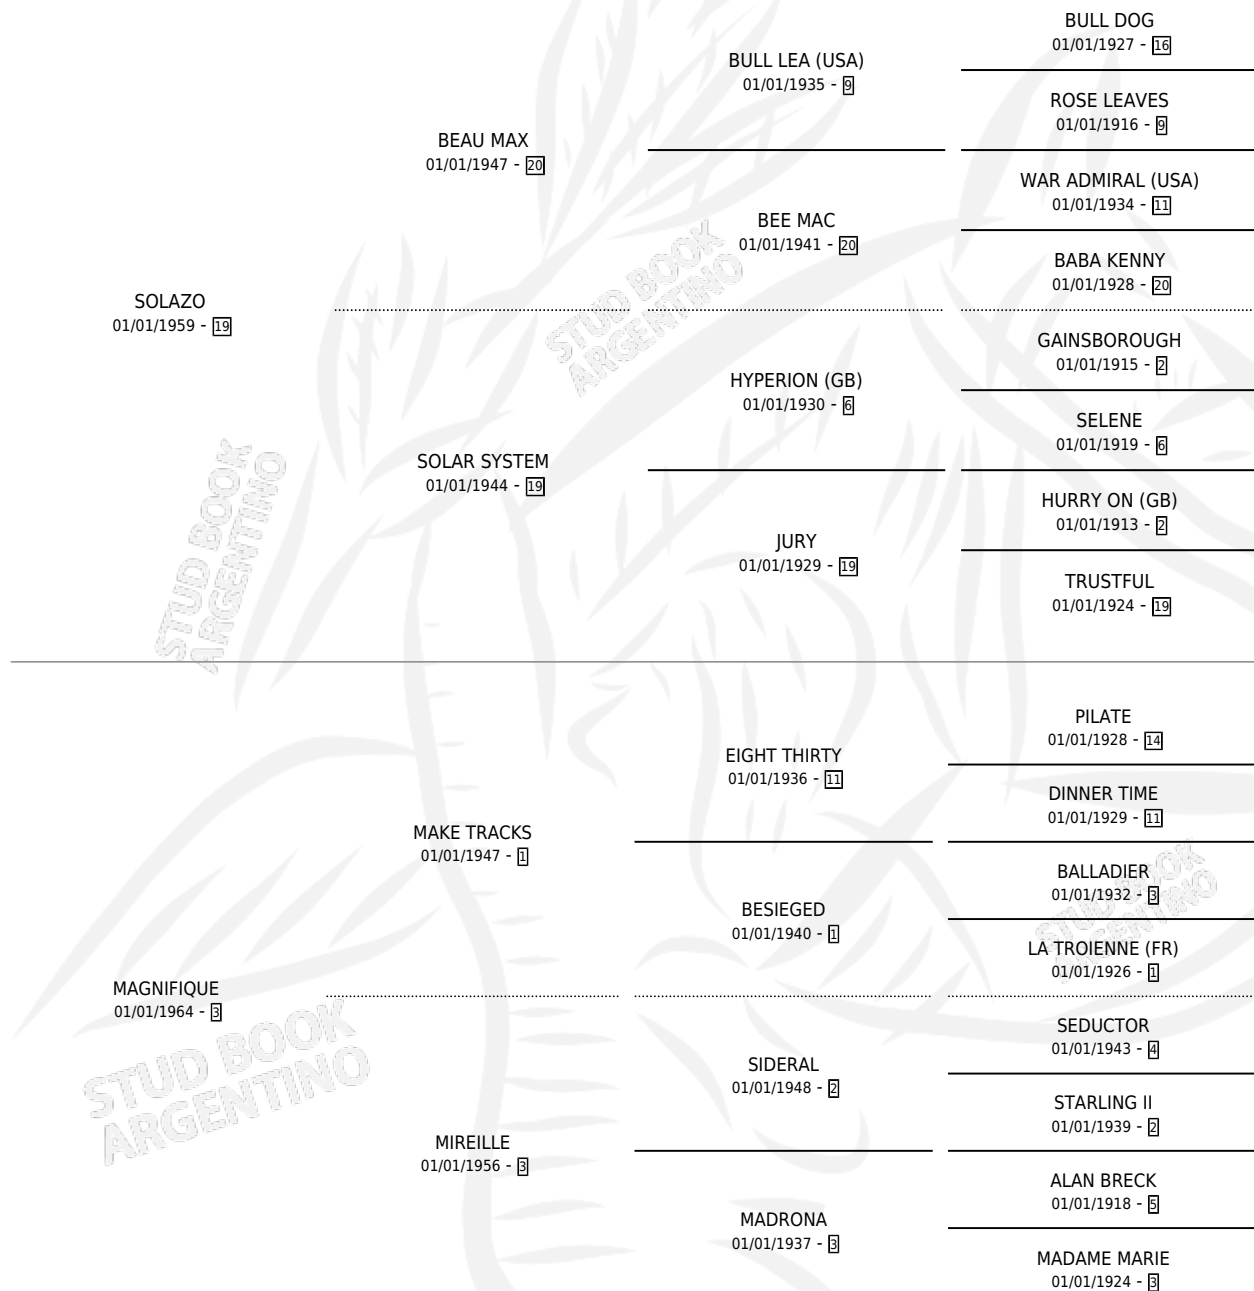 BULL DOG
01/01/1927 - 16
BULL LEA (USA)
01/01/1935 - 9
ROSE LEAVES
01/01/1916 - 9
BEAU MAX
01/01/1947 - 20
WAR ADMIRAL (USA)
01/01/1934 - 11
BEE MAC
01/01/1941 - 20
BABA KENNY
01/01/1928 - 20
SOLAZO
01/01/1959 - 19
STUD BOOK
ARGENTINO
GAINSBOROUGH
01/01/1915 - 2
HYPERION (GB)
01/01/1930 - 6
SELENE
01/01/1919 - 6
SOLAR SYSTEM
01/01/1944 - 19
HURRY ON (GB)
01/01/1913 - 2
JURY
01/01/1929 - 19
TRUSTFUL
01/01/1924 - 19
STUD BOOK
ARGENTINO
PILATE
01/01/1928 - 14
EIGHT THIRTY
01/01/1936 - 11
DINNER TIME
01/01/1929 - 11
MAKE TRACKS
01/01/1947 - 1
BALLADIER
01/01/1932 - 3
BESIEGED
01/01/1940 - 1
LA TROIENNE (FR)
01/01/1926 - 1
STUD BOOK
ARGENTINO
MAGNIFIQUE
01/01/1964 - 3
SEDUCTOR
01/01/1943 - 4
SIDERAL
01/01/1948 - 2
STARLING II
01/01/1939 - 2
STUD BOOK
ARGENTINO
MIREILLE
01/01/1956 - 3
ALAN BRECK
01/01/1918 - 5
MADRONA
01/01/1937 - 3
MADAME MARIE
01/01/1924 - 3